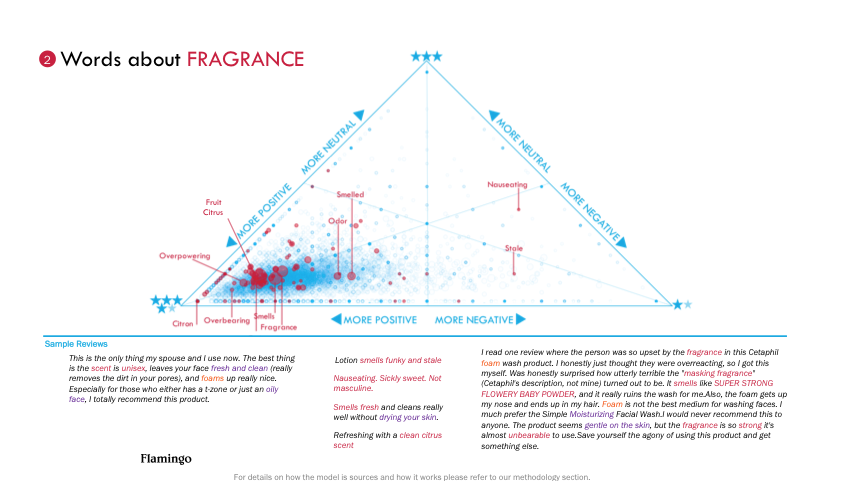 2 Words about FRAGRANCE
★★★
MORE NEUTRAL
MORE NEUTRAL
MORE POSITIVE
MORE NEGATIVE
Nauseating
Smelled
Fruit
Citrus
Odor
Stale
Overpowering
★★★
★★
★★
Citron
Overbearing
Smells
Fragrance
MORE POSITIVE
MORE NEGATIVE
Sample Reviews
This is the only thing my spouse and I use now. The best thing
is the scent is unisex, leaves your face fresh and clean (really
removes the dirt in your pores), and foams up really nice.
Especially for those who either has a t-zone or just an oily
face, I totally recommend this product.
Lotion smells funky and stale
Nauseating. Sickly sweet. Not
masculine.
Smells fresh and cleans really
well without drying your skin.
Refreshing with a clean citrus
scent
I read one review where the person was so upset by the fragrance in this Cetaphil
foam wash product. I honestly just thought they were overreacting, so I got this
myself. Was honestly surprised how utterly terrible the "masking fragrance"
(Cetaphil's description, not mine) turned out to be. It smells like SUPER STRONG
FLOWERY BABY POWDER, and it really ruins the wash for me.Also, the foam gets up
my nose and ends up in my hair. Foam is not the best medium for washing faces. I
much prefer the Simple Moisturizing Facial Wash.I would never recommend this to
anyone. The product seems gentle on the skin, but the fragrance is so strong it's
almost unbearable to use.Save yourself the agony of using this product and get
something else.
Flamingo
For details on how the model is sources and how it works please refer to our methodology section.